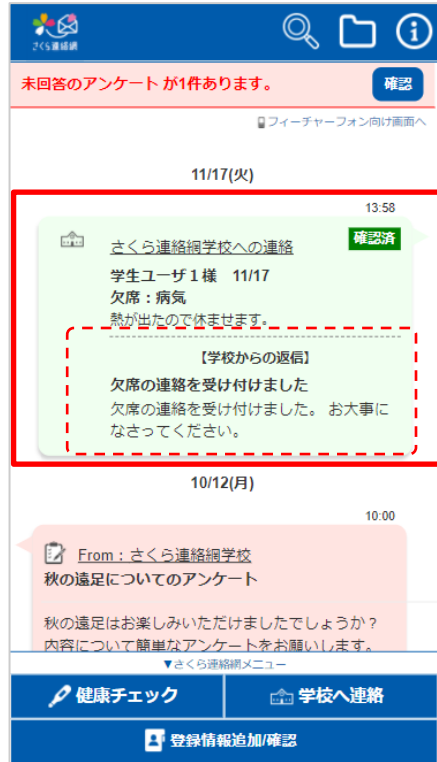 さくら連絡網
未回答のアンケート が1件あります。
確認
フィーチャーフォン向け画面へ
11/17(火)
13:58
さくら連絡網学校への連絡
確認済
学生ユーザ１様 11/17
欠席：病気
熱が出たので休ませます。
【学校からの返信】
欠席の連絡を受け付けました
欠席の連絡を受け付けました。 お大事に
なさってください。
10/12(月)
10:00
From：さくら連絡網学校
秋の遠足についてのアンケート
秋の遠足はお楽しみいただけましたでしょうか？
内容について簡単なアンケートをお願いします。
▼さくら連絡網メニュー
健康チェック
学校へ連絡
登録情報追加/確認